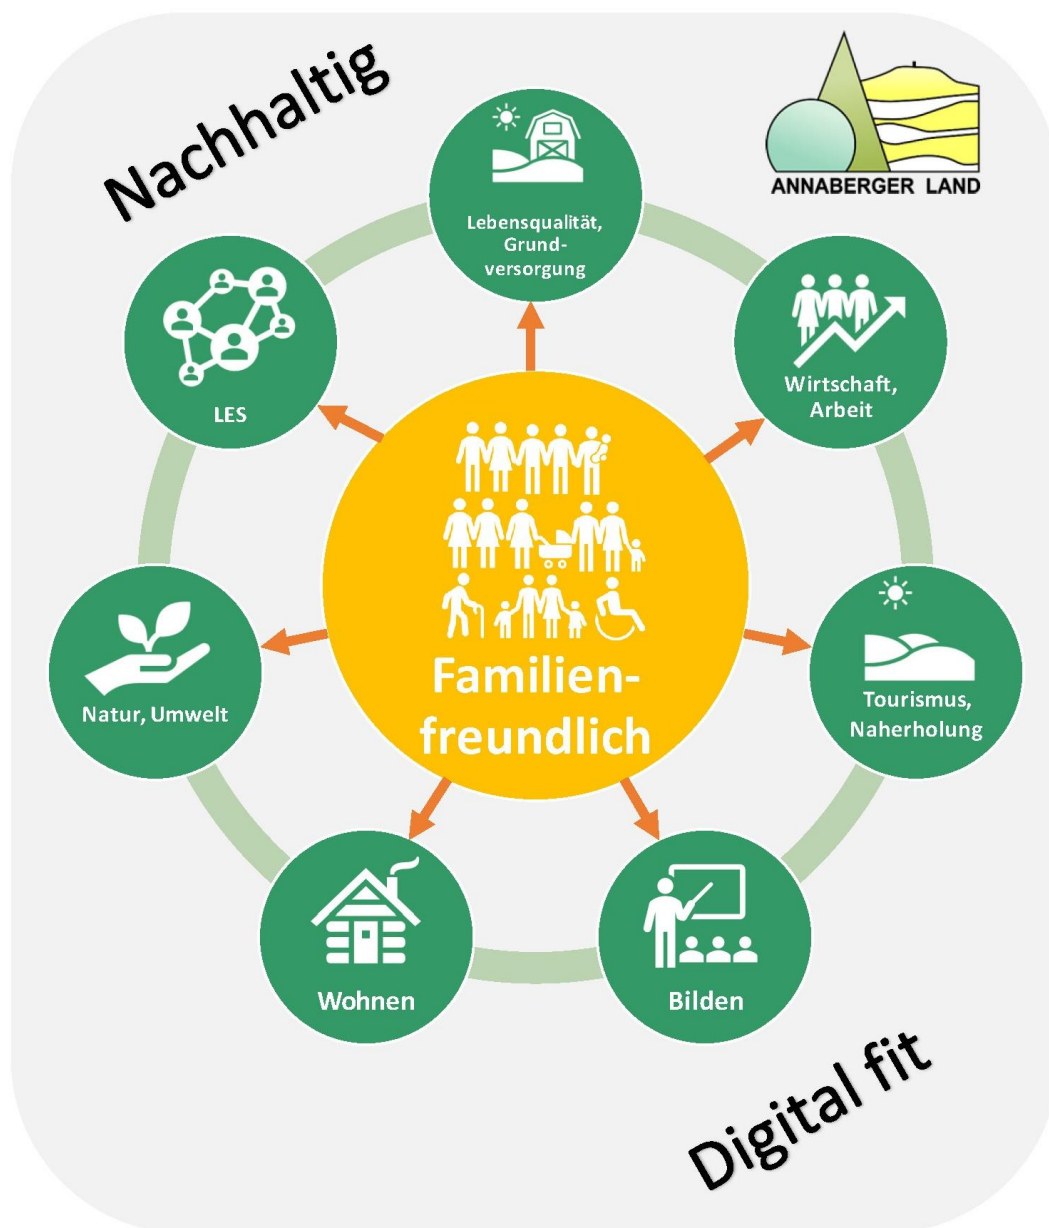 Nachhaltig
ANNABERGER LAND
Lebensqualität,
Grund-
versorgung
Wirtschaft,
Arbeit
Tourismus,
Naherholung
Bilden
Wohnen
Natur, Umwelt
LES
Familien-
freundlich
Digital fit